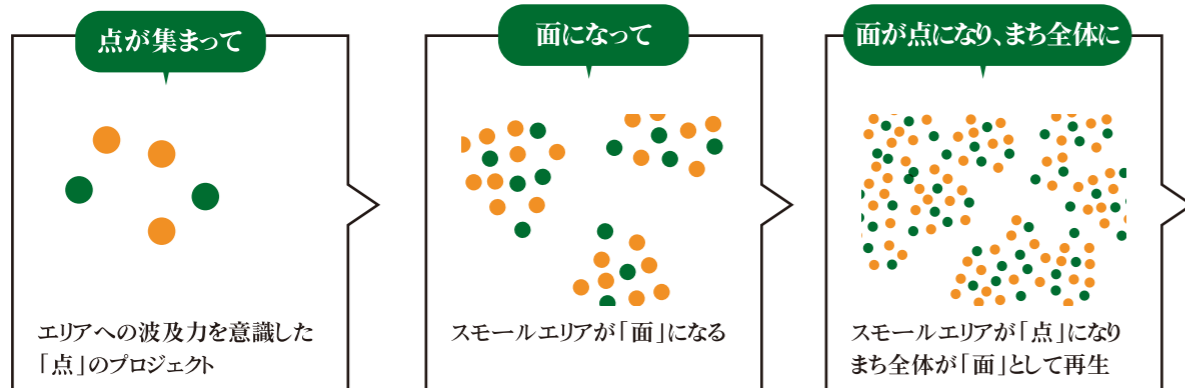 点が集まって
エリアへの波及力を意識した
「点」のプロジェクト
面になって
スモールエリアが「面」になる
面が点になり、まち全体に
スモールエリアが「点」になり
まち全体が「面」として再生